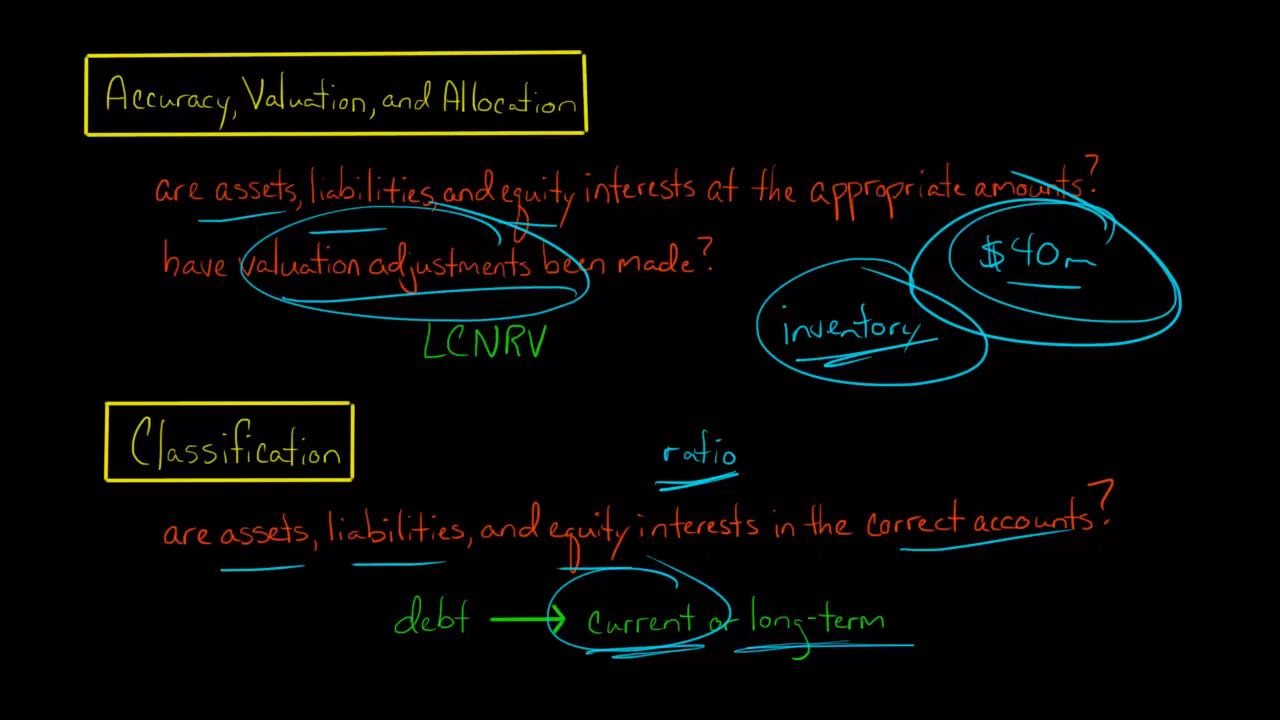 Accuracy, Valuation, and Allocation
are assets, liabilities, and equity interests at the appropriate amounts?
$40m
have valuation adjustments been made?
inventory
LCNRV
Classification
ratio
are assets, liabilities, and equity interests in the correct accounts?
debt → current or long-term